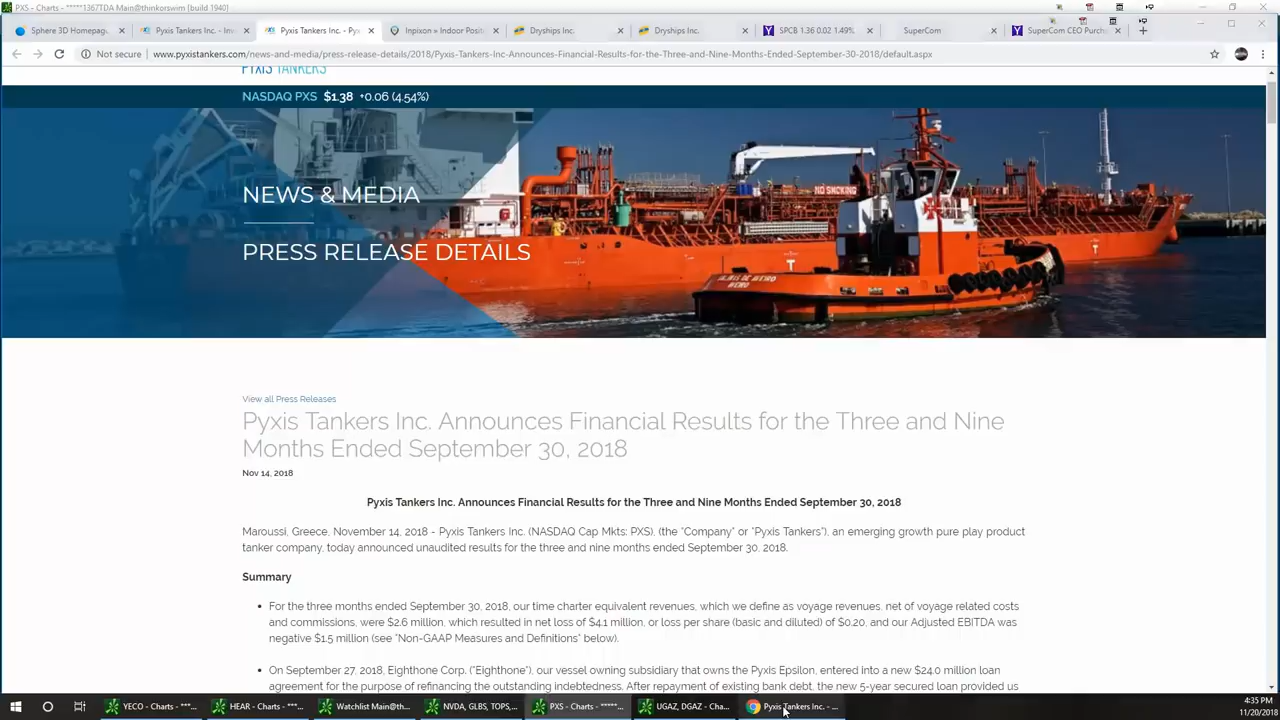 PXS - Charts - *****1367TDA Main@thinkorswim [build 1940]
Sphere 3D Homepag
Pyxis Tankers Inc. - Inv
Pyxis Tankers Inc. - Pyx
Inpixon » Indoor Positi
Dryships Inc.
Dryships Inc.
SPCB 1.36 0.02 1.49%
SuperCom
SuperCom CEO Purch
Not secure
www.pyxistankers.com/news-and-media/press-release-details/2018/Pyxis-Tankers-Inc-Announces-Financial-Results-for-the-Three-and-Nine-Months-Ended-September-30-2018/default.aspx
PYXIS TANKERS
NASDAQ PXS $1.38 +0.06 (4.54%)
NO SMOKING
NEWS & MEDIA
PRESS RELEASE DETAILS
View all Press Releases
Pyxis Tankers Inc. Announces Financial Results for the Three and Nine
Months Ended September 30, 2018
Nov 14, 2018
Pyxis Tankers Inc. Announces Financial Results for the Three and Nine Months Ended September 30, 2018
Maroussi, Greece, November 14, 2018 - Pyxis Tankers Inc. (NASDAQ Cap Mkts: PXS), (the "Company" or "Pyxis Tankers"), an emerging growth pure play product
tanker company, today announced unaudited results for the three and nine months ended September 30, 2018.
Summary
• For the three months ended September 30, 2018, our time charter equivalent revenues, which we define as voyage revenues, net of voyage related costs
and commissions, were $2.6 million, which resulted in net loss of $4.1 million, or loss per share (basic and diluted) of $0.20, and our Adjusted EBITDA was
negative $1.5 million (see "Non-GAAP Measures and Definitions" below).
• On September 27, 2018, Eighthone Corp. ("Eighthone"), our vessel owning subsidiary that owns the Pyxis Epsilon, entered into a new $24.0 million loan
agreement for the purpose of refinancing the outstanding indebtedness. After repayment of existing bank debt, the new 5-year secured loan provided us
YECO - Charts - ***...
HEAR - Charts - ***...
Watchlist Main@th...
NVDA, GLBS, TOPS,...
PXS - Charts - *****...
UGAZ, DGAZ - Cha...
Pyxis Tankers Inc. - ...
4:35 PM
11/20/2018